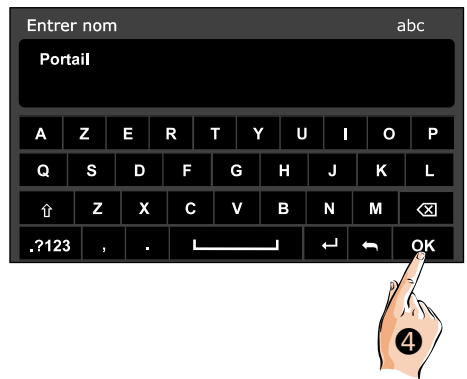 Entrer nom abc
Portail
A Z E R T Y U I O P
Q S D F G H J K L
⇧ Z X C V B N M ⌫
.?123 , . OK
4